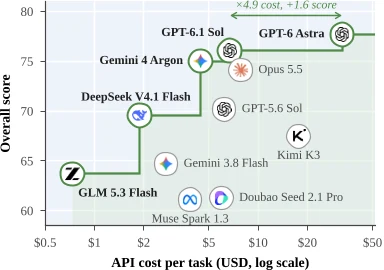 ×4.9 cost, +1.6 score
80
GPT-6.1 Sol
GPT-6 Astra
Gemini 4 Argon
Opus 5.5
75
DeepSeek V4.1 Flash
70
GPT-5.6 Sol
Kimi K3
65
Gemini 3.8 Flash
GLM 5.3 Flash
Doubao Seed 2.1 Pro
Muse Spark 1.3
60
Overall score
$0.5 $1 $2 $5 $10 $20 $50
API cost per task (USD, log scale)